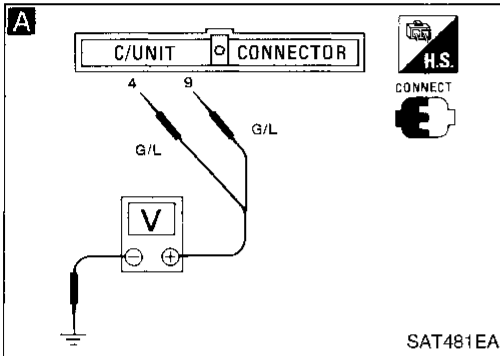 A
C/UNIT CONNECTOR
H.S.
CONNECT
4 9
G/L
G/L
V
SAT481EA